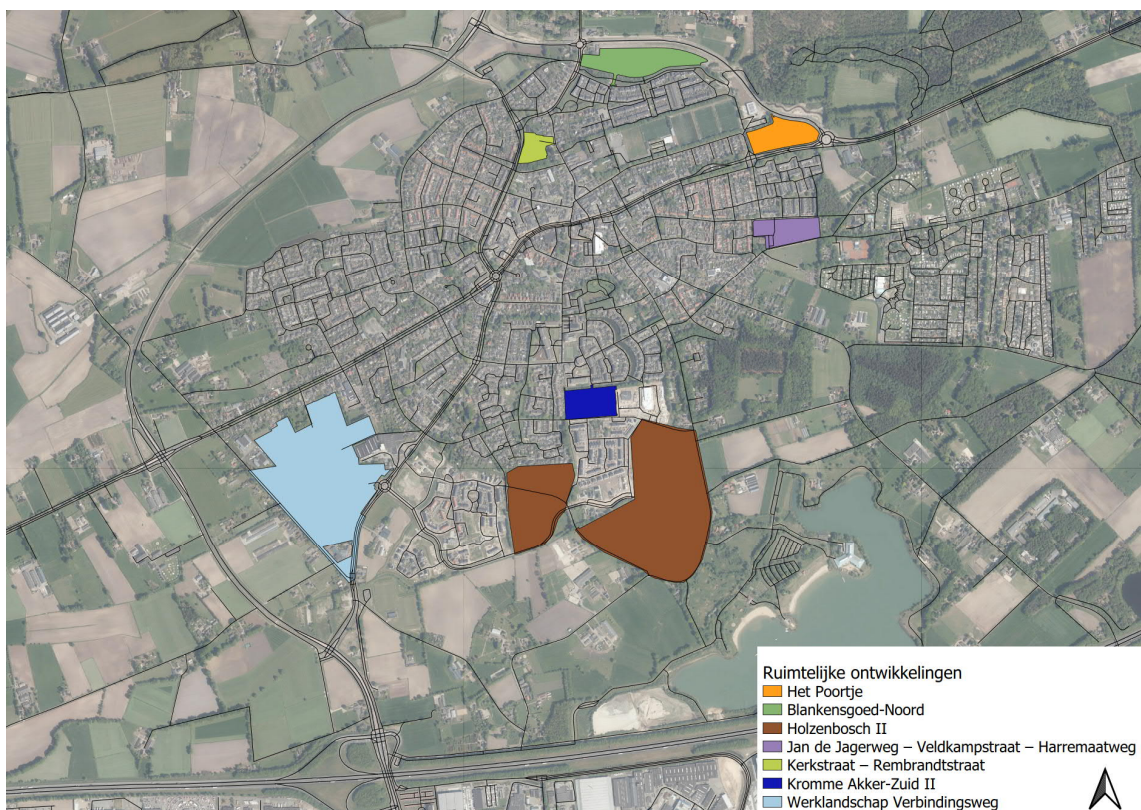 Ruimtelijke ontwikkelingen
Het Poortje
Blankensgoed-Noord
Holzenbosch II
Jan de Jagerweg – Veldkampstraat – Harremaatweg
Kerkstraat – Rembrandtstraat
Kromme Akker-Zuid II
Werklandschap Verbindingsweg